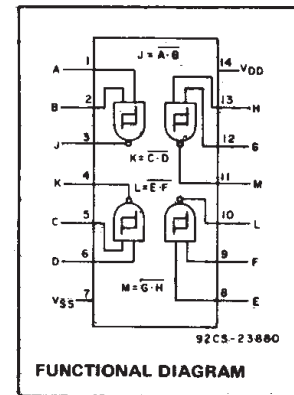 J = A·B
A 1 14 VDD
B 2 13 H
J 3 12 G
K = C·D
K 4 11 M
L = E·F
C 5 10 L
D 6 9 F
M = G·H
VSS 7 8 E
92CS-23880
FUNCTIONAL DIAGRAM